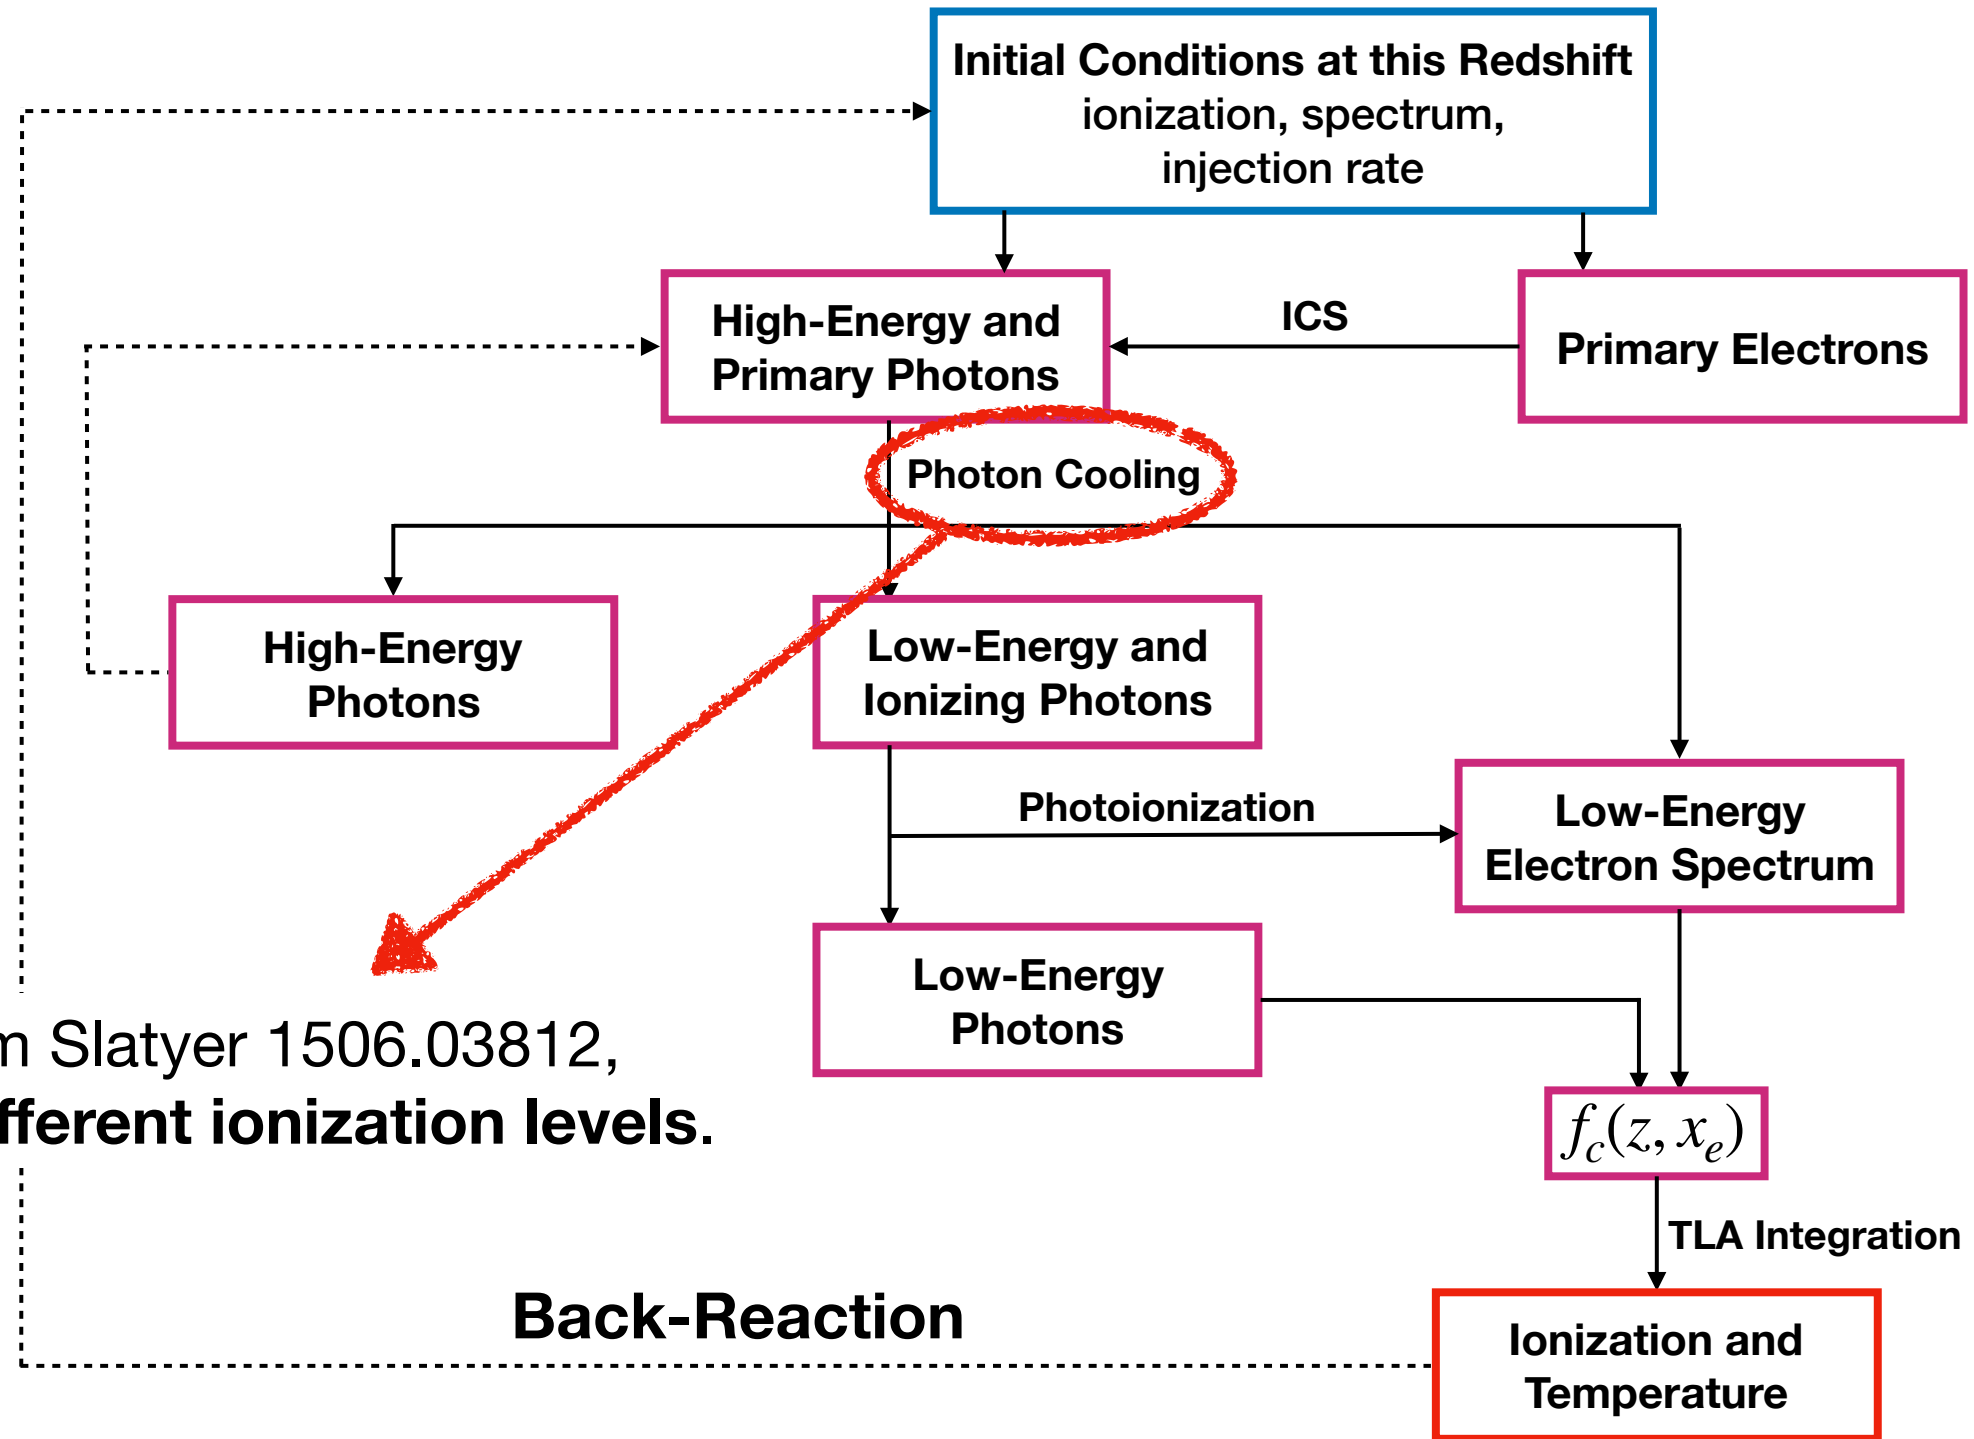 Initial Conditions at this Redshift
ionization, spectrum,
injection rate
High-Energy and
Primary Photons
ICS
Primary Electrons
Photon Cooling
High-Energy
Photons
Low-Energy and
Ionizing Photons
Photoionization
Low-Energy
Electron Spectrum
Low-Energy
Photons
Slatyer 1506.03812,
ionization levels.
f_c(z, x_e)
TLA Integration
Back-Reaction
Ionization and
Temperature